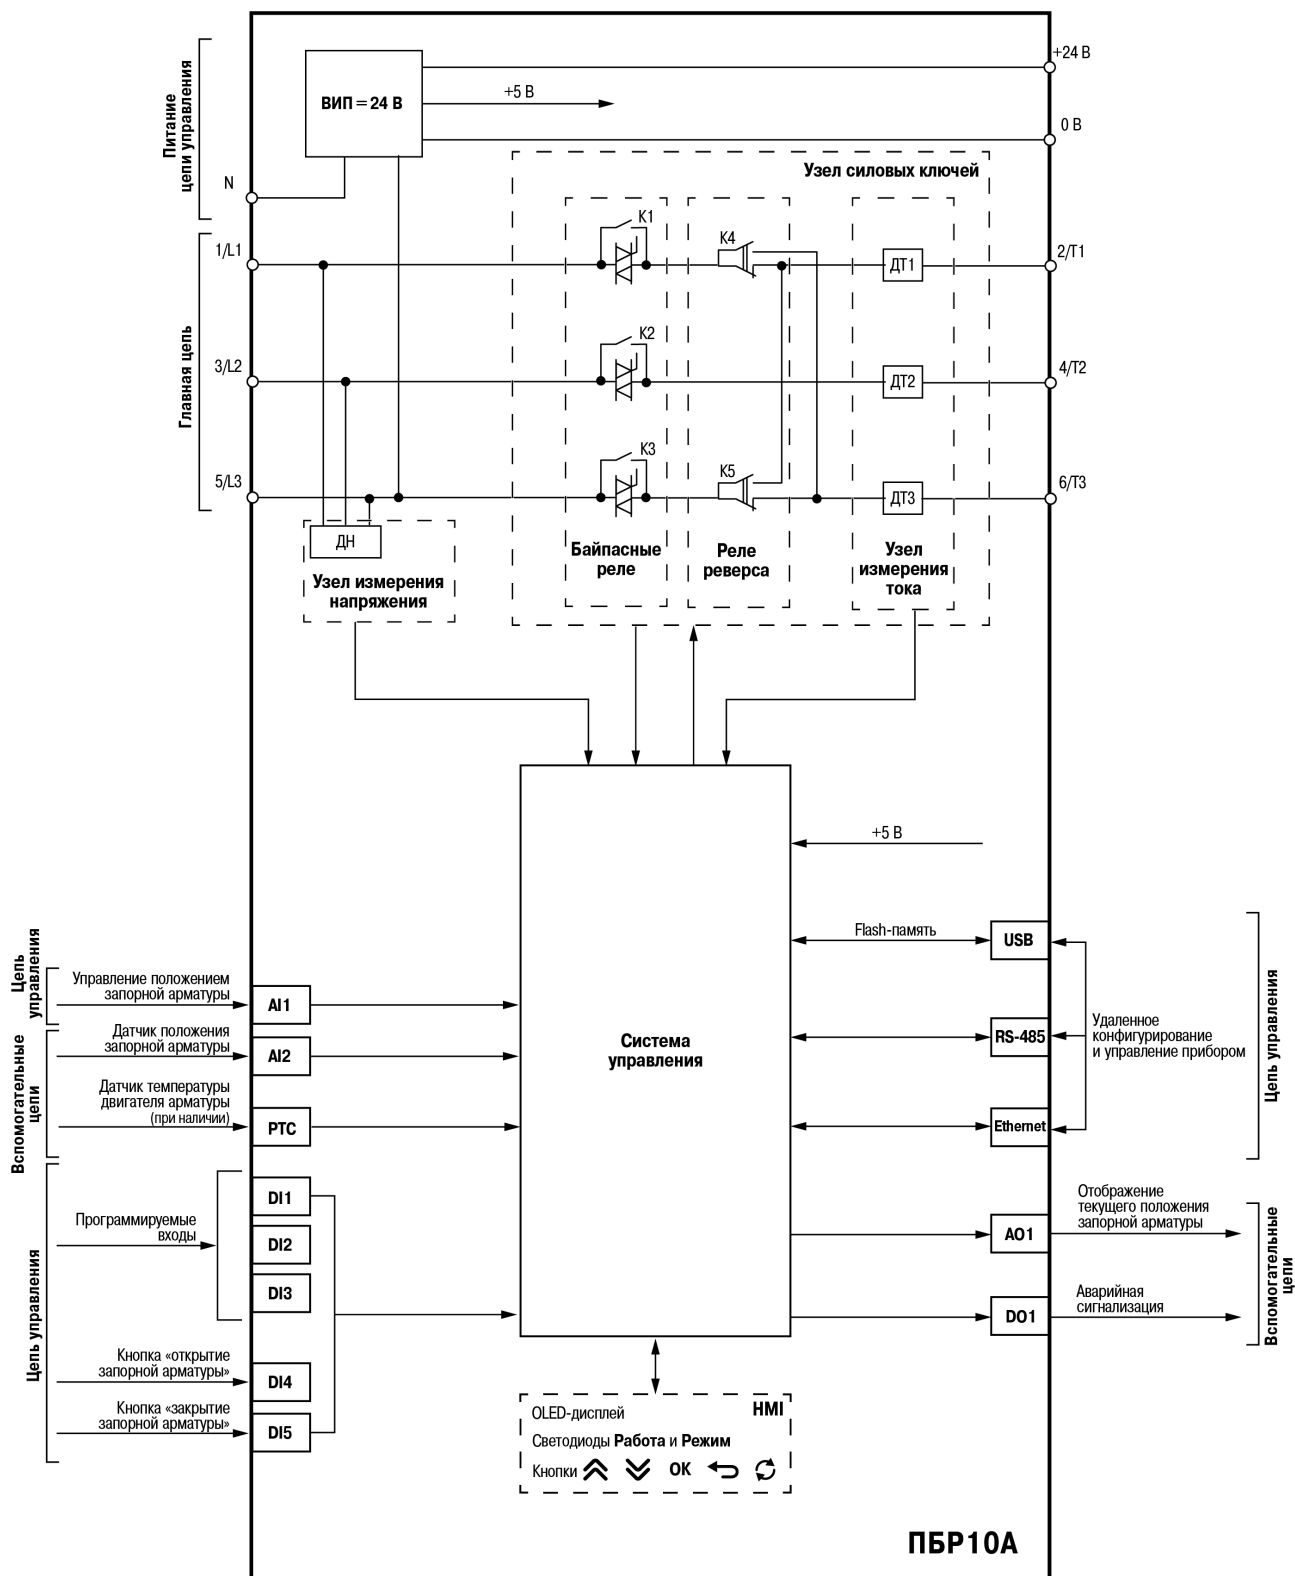 +24 В
ВИП = 24 В
+5 В
0 В
Питание
цепи управления
N
Узел силовых ключей
К1
К4
1/L1
ДТ1
2/T1
К2
3/L2
ДТ2
4/T2
Главная цепь
К3
К5
5/L3
ДТ3
6/T3
ДН
Узел измерения
напряжения
Байпасные
реле
Реле
реверса
Узел
измерения
тока
+5 В
Flash-память
USB
Цепь
управления
Управление положением
запорной арматуры
AI1
Датчик положения
запорной арматуры
AI2
Вспомогательные
цепи
Датчик температуры
двигателя арматуры
(при наличии)
PTC
Система
управления
RS-485
Удаленное
конфигурирование
и управление прибором
Цепь управления
Ethernet
DI1
Программируемые
входы
DI2
DI3
Цепь управления
Кнопка «открытие
запорной арматуры»
DI4
Кнопка «закрытие
запорной арматуры»
DI5
Отображение
текущего положения
запорной арматуры
AO1
Аварийная
сигнализация
DO1
Вспомогательные
цепи
OLED-дисплей
HMI
Светодиоды Работа и Режим
Кнопки OK
ПБР10А